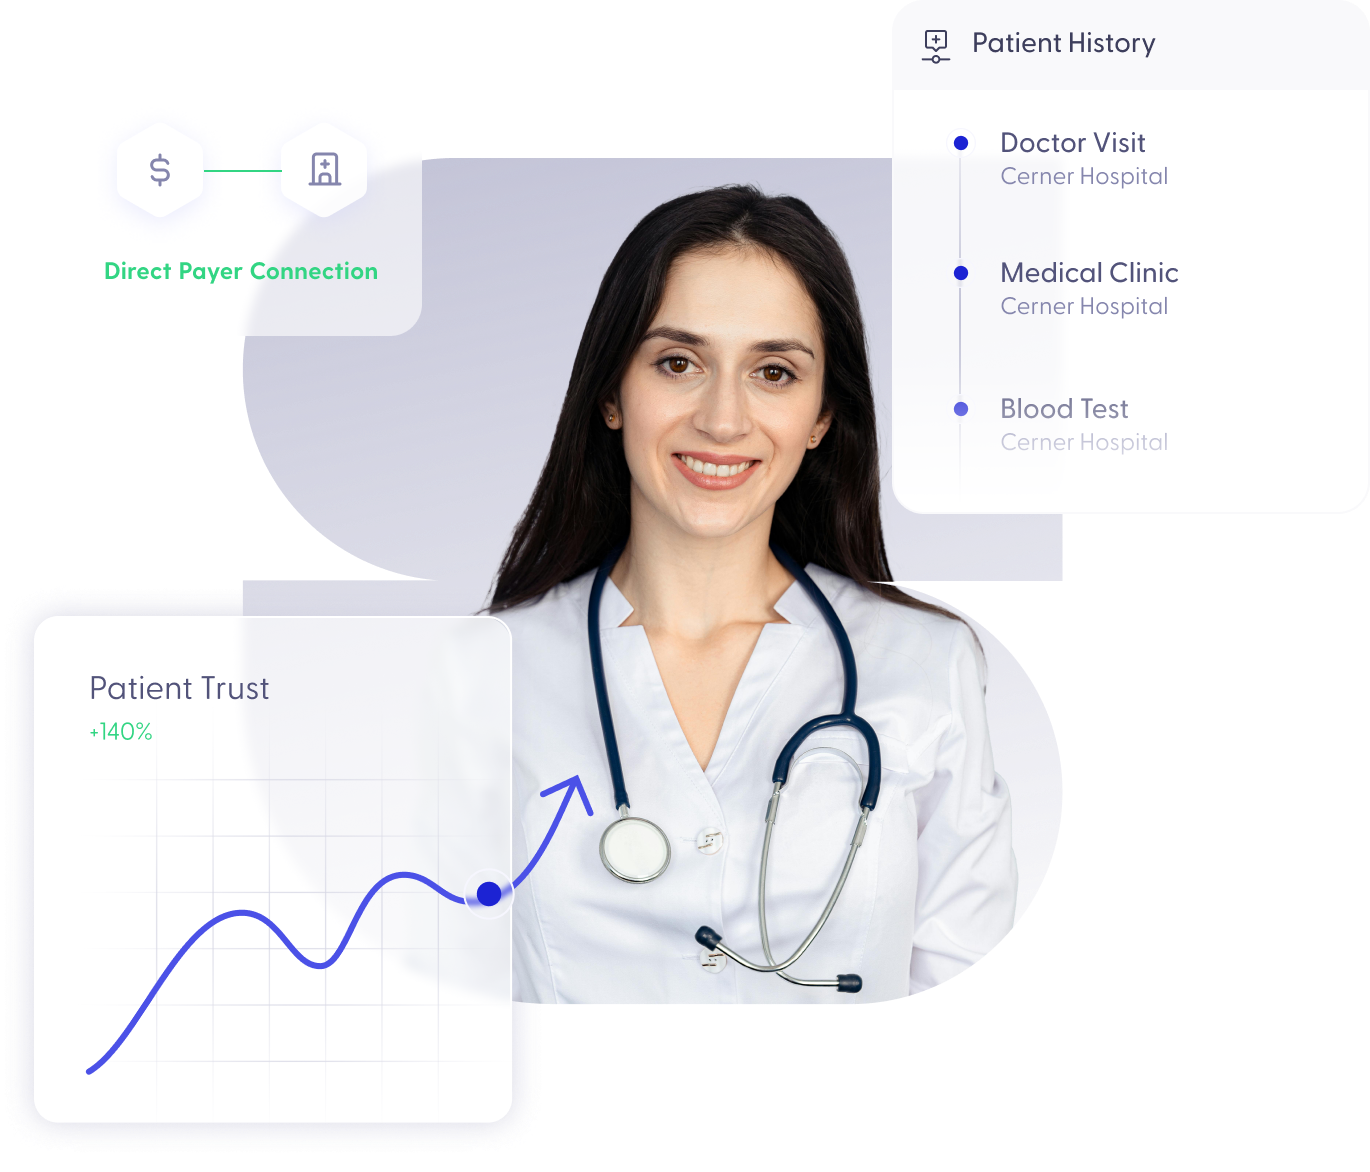 Patient History
Doctor Visit
Cerner Hospital
Medical Clinic
Cerner Hospital
Blood Test
Cerner Hospital
$
Direct Payer Connection
Patient Trust
+140%